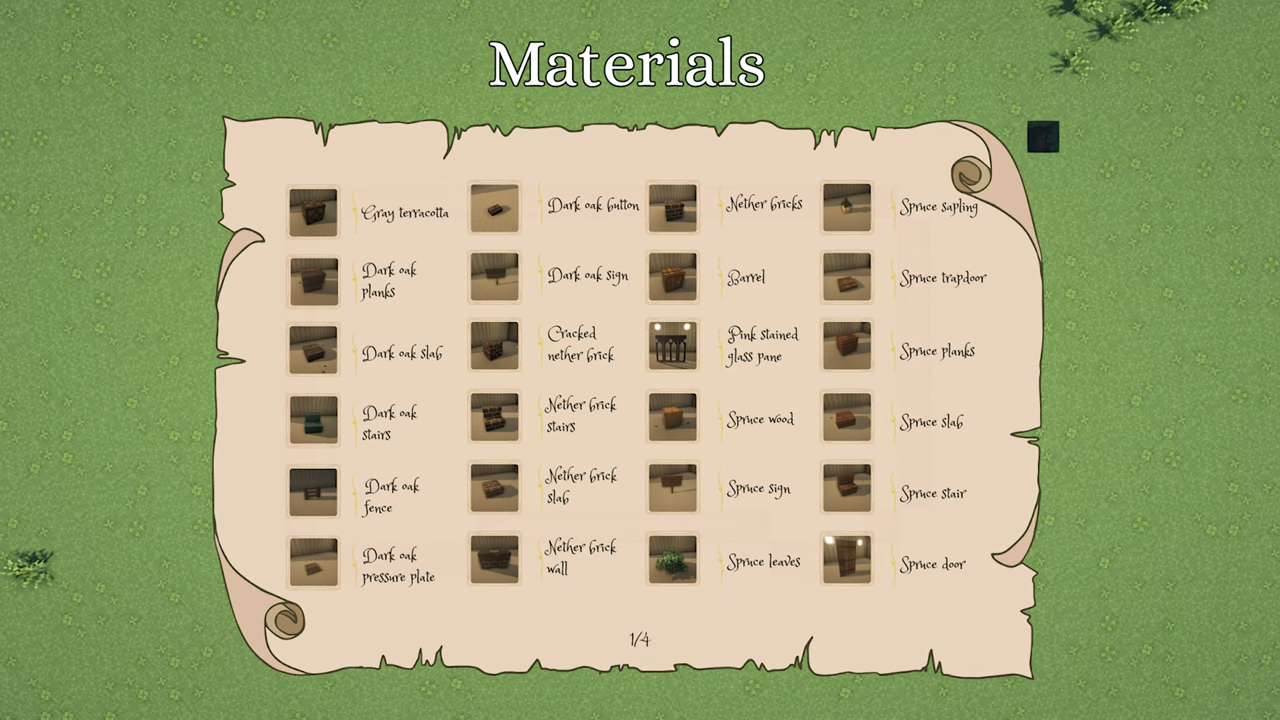 Materials
Gray terracotta
Dark oak
planks
Dark oak slab
Dark oak
stairs
Dark oak
fence
Dark oak
pressure plate
Dark oak button
Dark oak sign
Cracked
nether brick
Nether brick
stairs
Nether brick
slab
Nether brick
wall
Nether bricks
Barrel
Pink stained
glass pane
Spruce wood
Spruce sign
Spruce leaves
Spruce sapling
Spruce trapdoor
Spruce planks
Spruce slab
Spruce stair
Spruce door
1/4